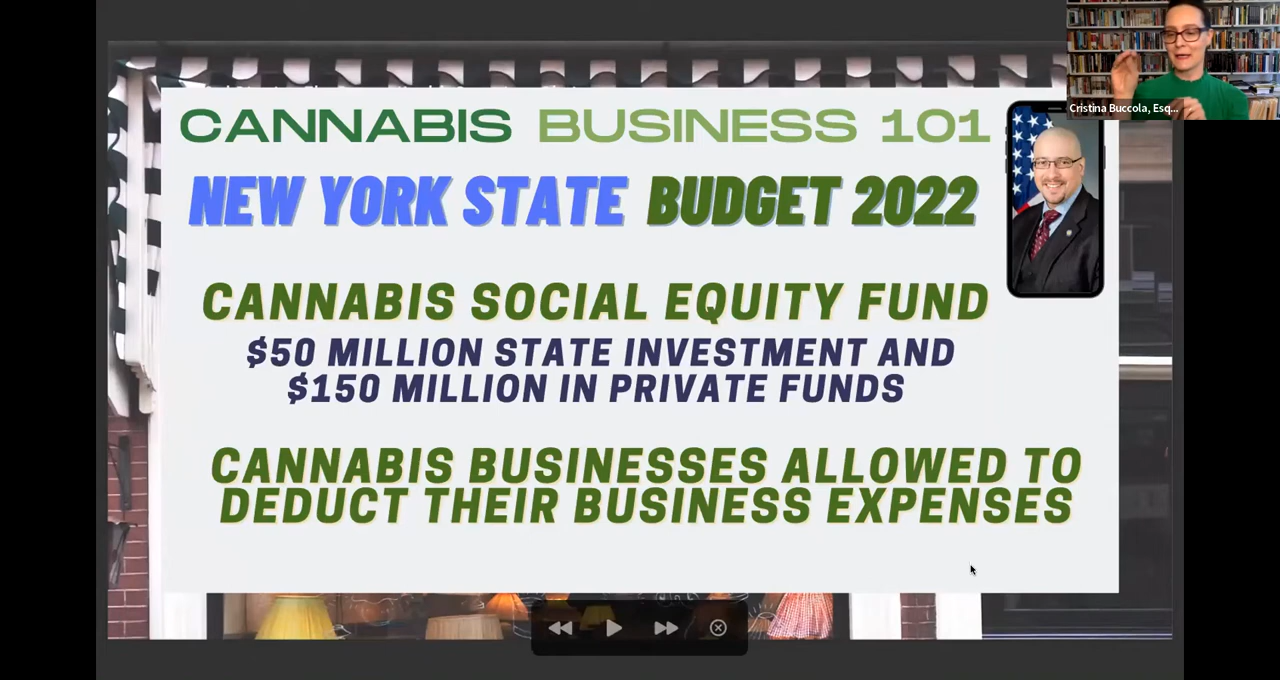 CANNABIS BUSINESS 101
NEW YORK STATE BUDGET 2022
CANNABIS SOCIAL EQUITY FUND
$50 MILLION STATE INVESTMENT AND
$150 MILLION IN PRIVATE FUNDS
CANNABIS BUSINESSES ALLOWED TO
DEDUCT THEIR BUSINESS EXPENSES
Cristina Buccola, Esq...